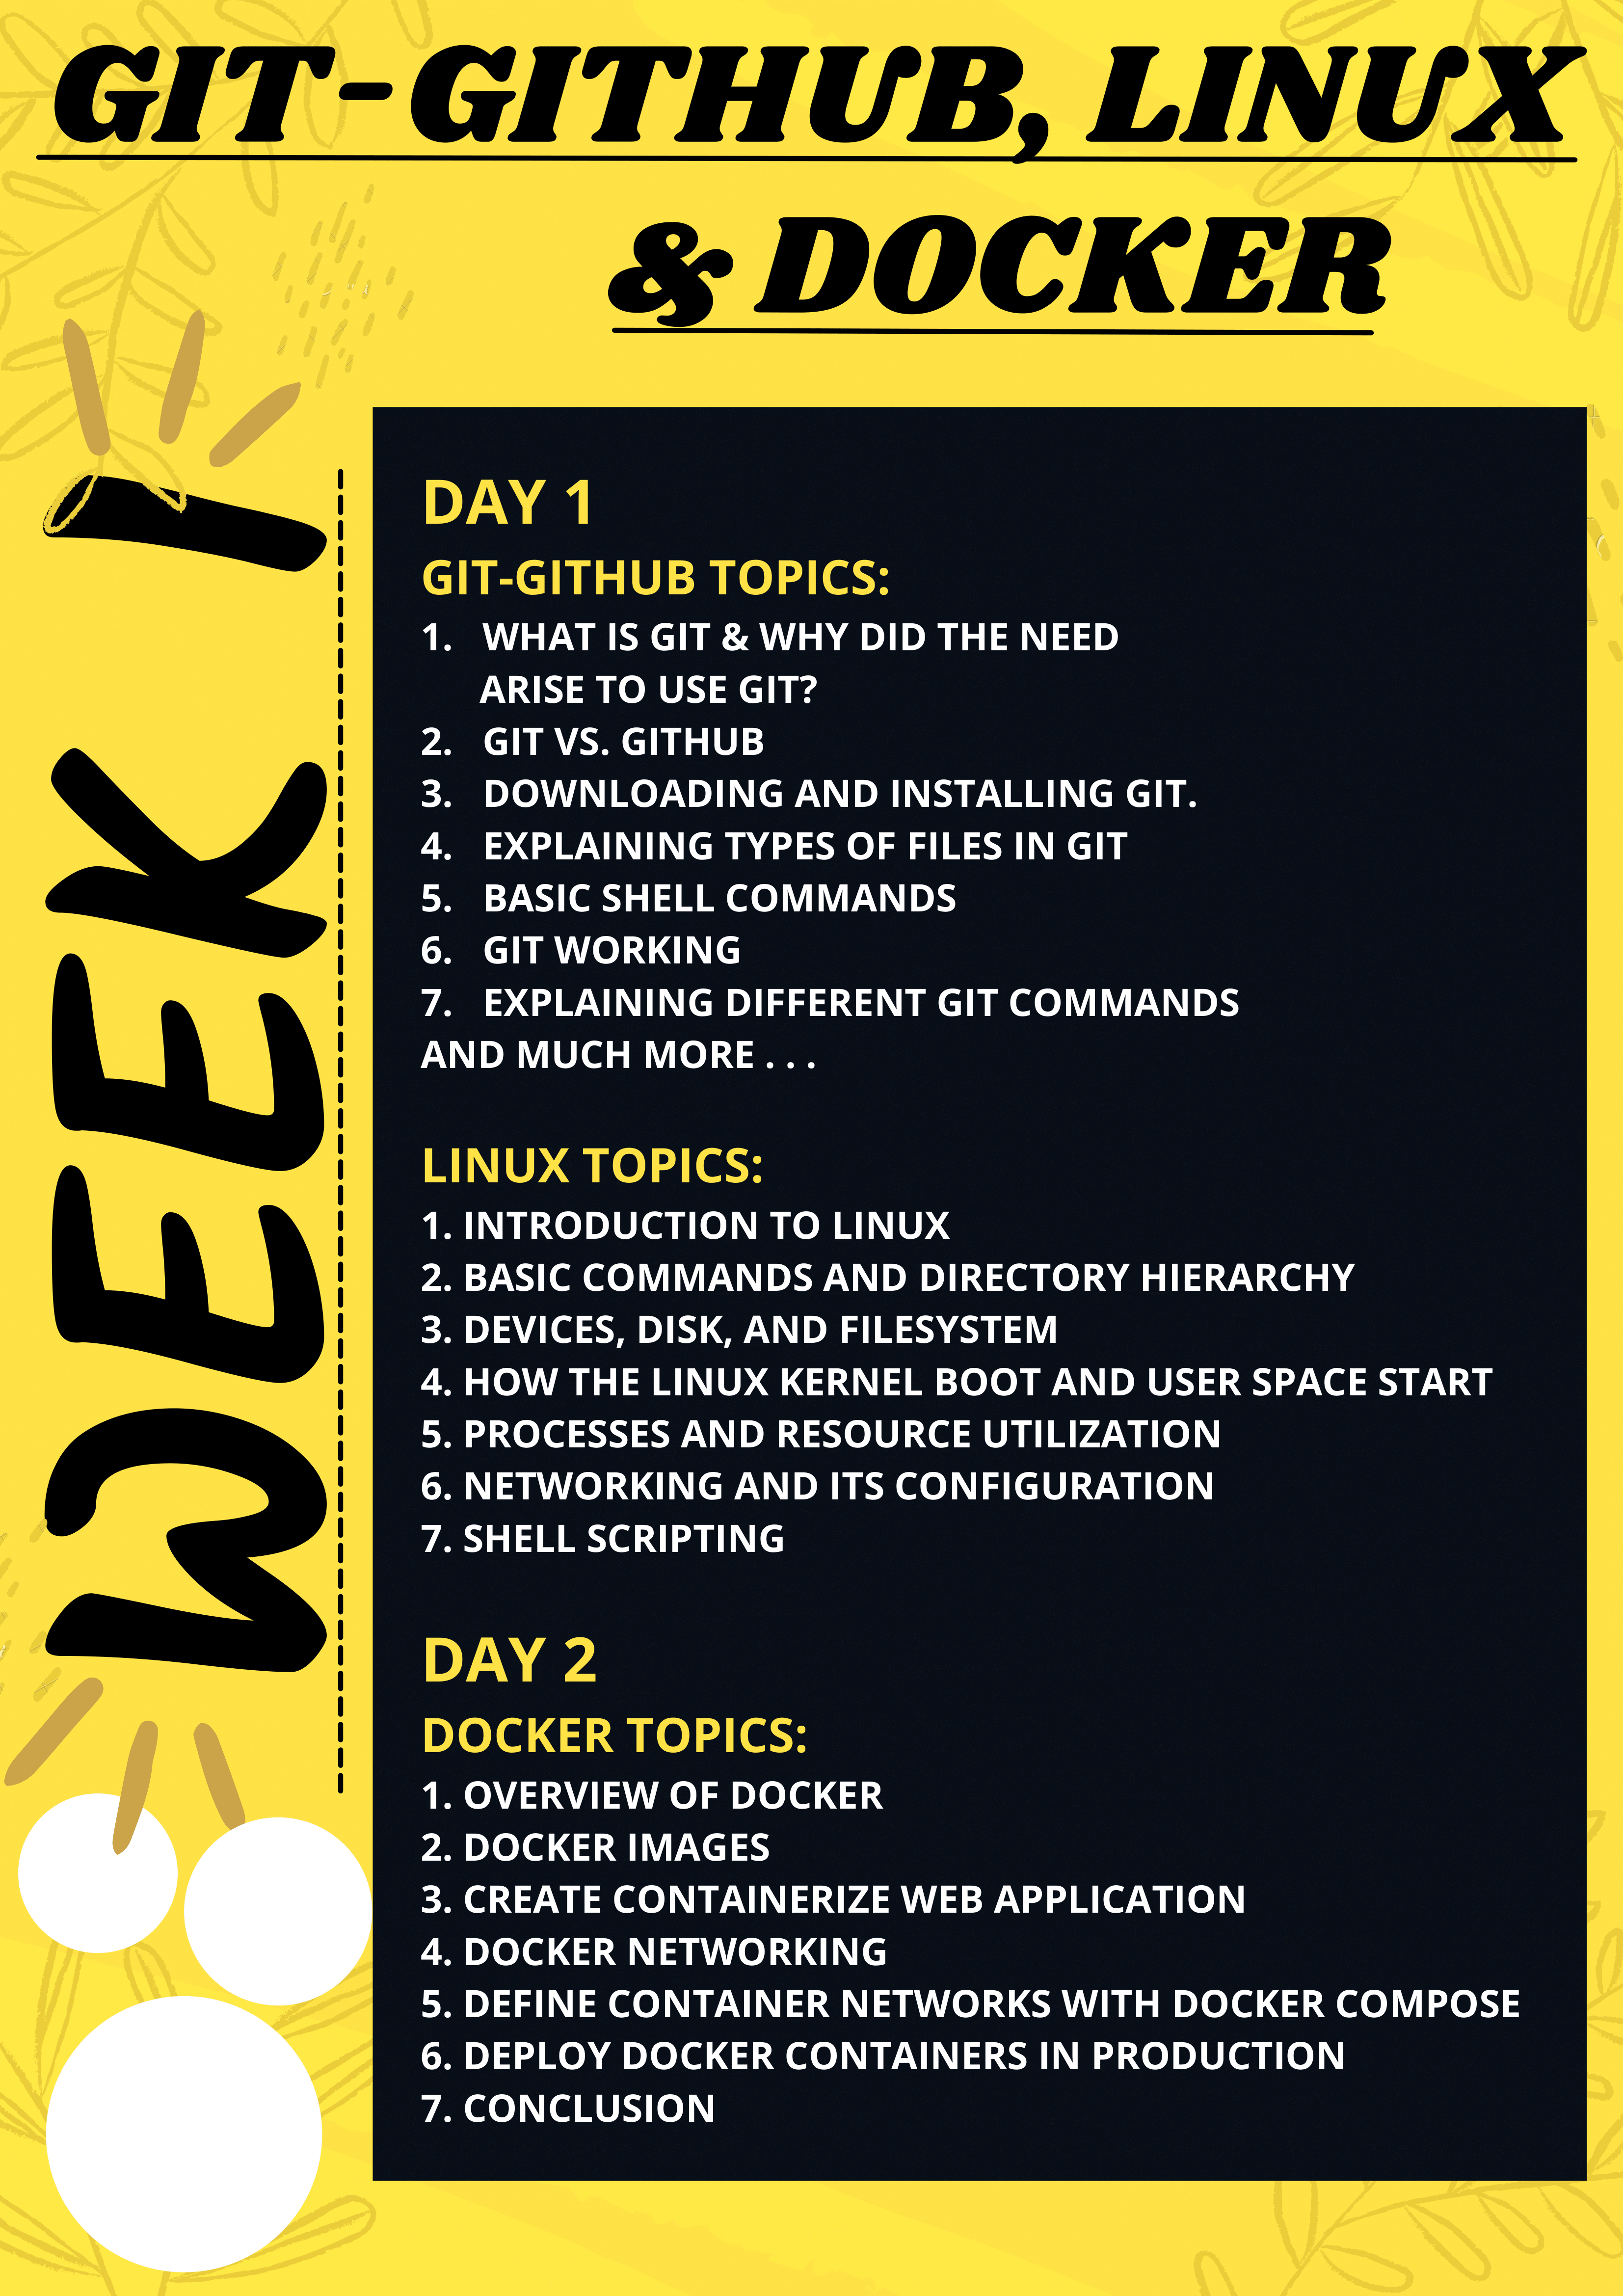 GIT-GITHUB, LINUX
& DOCKER
WEEK 1
DAY 1
GIT-GITHUB TOPICS:
1. WHAT IS GIT & WHY DID THE NEED
ARISE TO USE GIT?
2. GIT VS. GITHUB
3. DOWNLOADING AND INSTALLING GIT.
4. EXPLAINING TYPES OF FILES IN GIT
5. BASIC SHELL COMMANDS
6. GIT WORKING
7. EXPLAINING DIFFERENT GIT COMMANDS
AND MUCH MORE . . .
LINUX TOPICS:
1. INTRODUCTION TO LINUX
2. BASIC COMMANDS AND DIRECTORY HIERARCHY
3. DEVICES, DISK, AND FILESYSTEM
4. HOW THE LINUX KERNEL BOOT AND USER SPACE START
5. PROCESSES AND RESOURCE UTILIZATION
6. NETWORKING AND ITS CONFIGURATION
7. SHELL SCRIPTING
DAY 2
DOCKER TOPICS:
1. OVERVIEW OF DOCKER
2. DOCKER IMAGES
3. CREATE CONTAINERIZE WEB APPLICATION
4. DOCKER NETWORKING
5. DEFINE CONTAINER NETWORKS WITH DOCKER COMPOSE
6. DEPLOY DOCKER CONTAINERS IN PRODUCTION
7. CONCLUSION